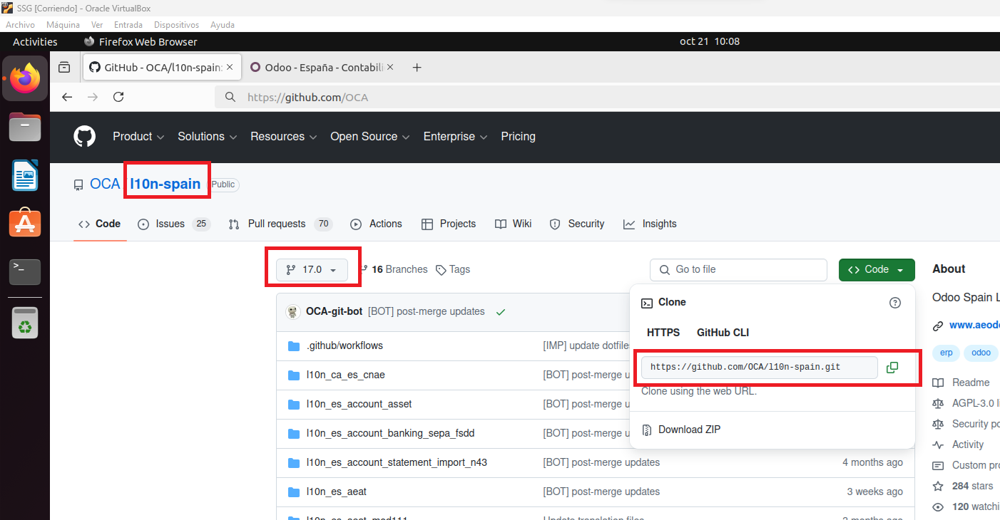 SSG [Corriendo] - Oracle VirtualBox
Archivo Máquina Ver Entrada Dispositivos Ayuda
Activities Firefox Web Browser oct 21 10:08
GitHub - OCA/l10n-spain: Odoo - España - Contabili
https://github.com/OCA
Product Solutions Resources Open Source Enterprise Pricing
OCA l10n-spain Public
Code Issues 25 Pull requests 70 Actions Projects Wiki Security Insights
17.0 16 Branches Tags Go to file Code About
OCA-git-bot [BOT] post-merge updates
Clone
Odoo Spain L
HTTPS GitHub CLI
www.aeodo
.github/workflows [IMP] update dotfiles
erp odoo
https://github.com/OCA/l10n-spain.git
l10n_ca_es_cnae [BOT] post-merge u
Readme
Clone using the web URL.
l10n_es_account_asset [BOT] post-merge u
AGPL-3.0 li
Security po
Download ZIP
l10n_es_account_banking_sepa_fsdd [BOT] post-merge u
Activity
l10n_es_account_statement_import_n43 [BOT] post-merge updates 4 months ago
Custom pro
284 stars
l10n_es_aeat [BOT] post-merge updates 3 weeks ago
120 watchi
l10n_es_aeat_mod111 Update translation files 2 months ago